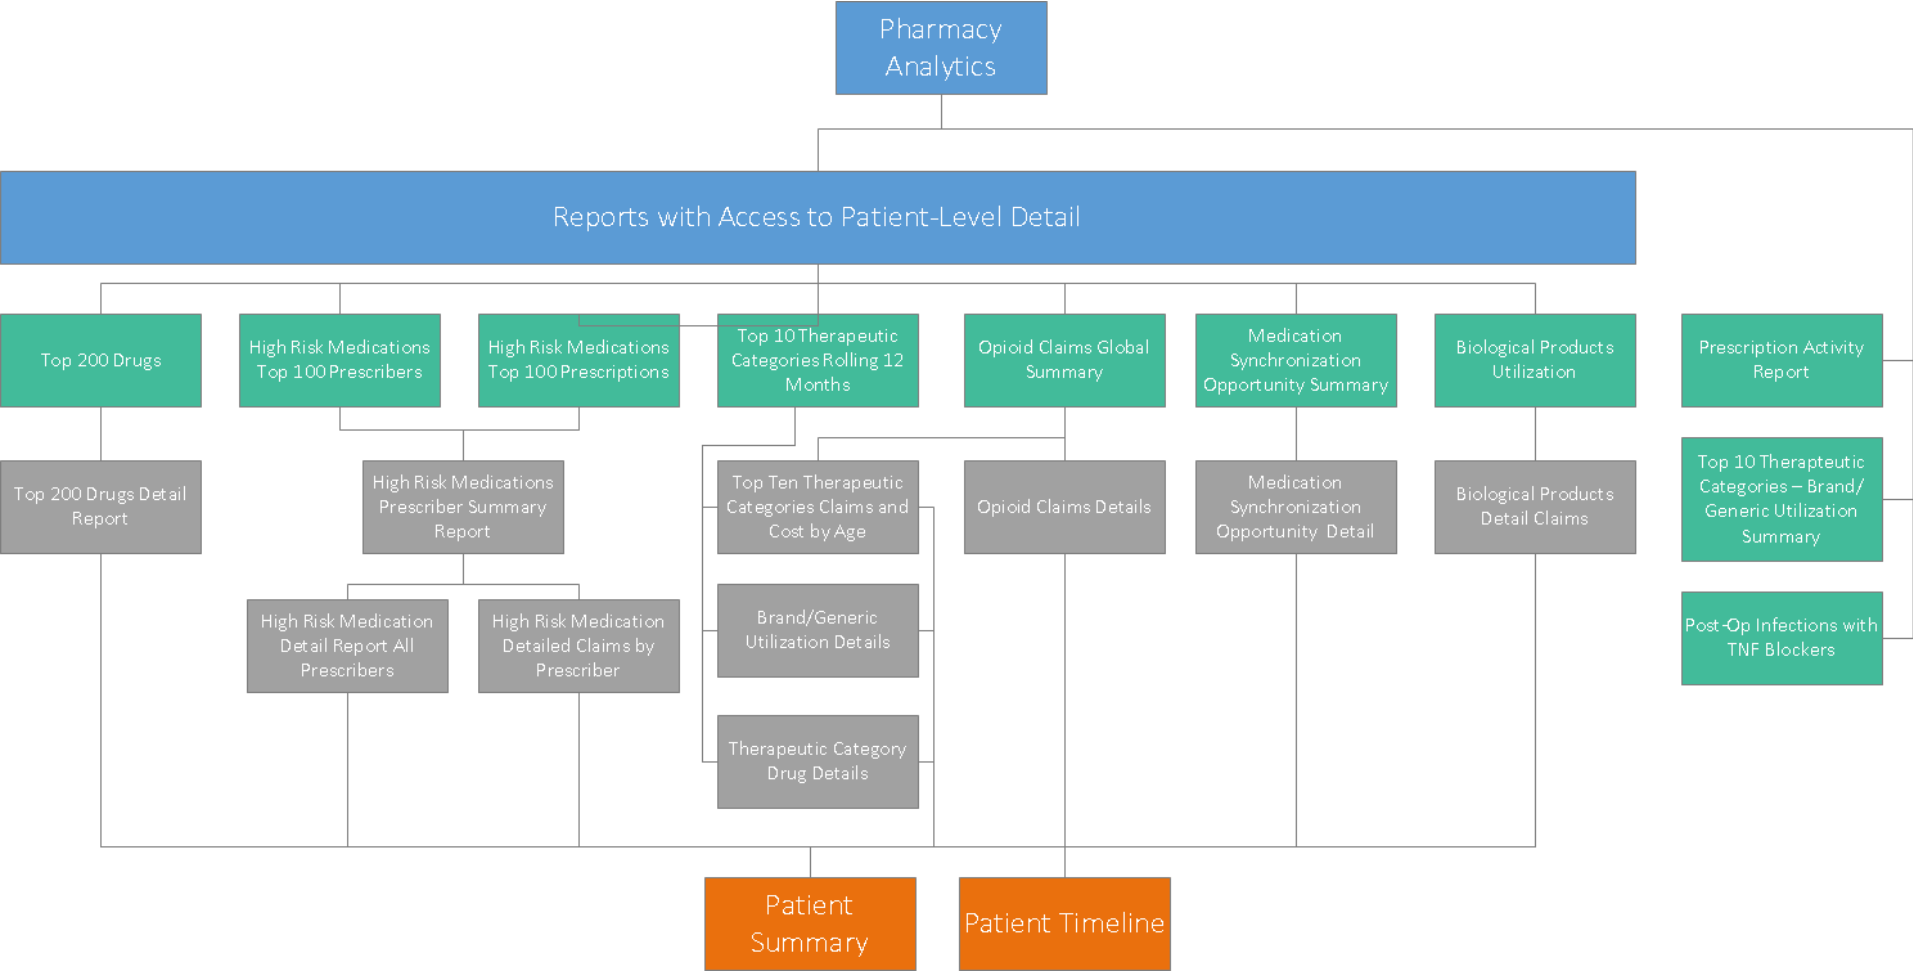 Pharmacy
Analytics
Reports with Access to Patient-Level Detail
Top 200 Drugs
High Risk Medications
Top 100 Prescribers
High Risk Medications
Top 100 Prescriptions
Top 10 Therapeutic
Categories Rolling 12
Months
Opioid Claims Global
Summary
Medication
Synchronization
Opportunity Summary
Biological Products
Utilization
Prescription Activity
Report
Top 200 Drugs Detail
Report
High Risk Medications
Prescriber Summary
Report
Top Ten Therapeutic
Categories Claims and
Cost by Age
Opioid Claims Details
Medication
Synchronization
Opportunity Detail
Biological Products
Detail Claims
Top 10 Therapteutic
Categories – Brand/
Generic Utilization
Summary
High Risk Medication
Detail Report All
Prescribers
High Risk Medication
Detailed Claims by
Prescriber
Brand/Generic
Utilization Details
Post-Op Infections with
TNF Blockers
Therapeutic Category
Drug Details
Patient
Summary
Patient Timeline